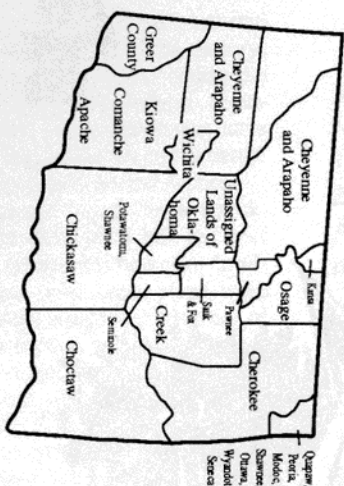 Cheyenne
and Arapaho
Kansa
Osage
Cherokee
Quapaw,
Peoria,
Modoc,
Shawnee,
Ottawa,
Wyandot,
Seneca
Cheyenne
and Arapaho
Unassigned
Lands of
Okla-
homa
Pawnee
Sauk
& Fox
Creek
Wichita
Potawatomi,
Shawnee
Seminole
Greer
County
Kiowa
Comanche
Apache
Chickasaw
Choctaw